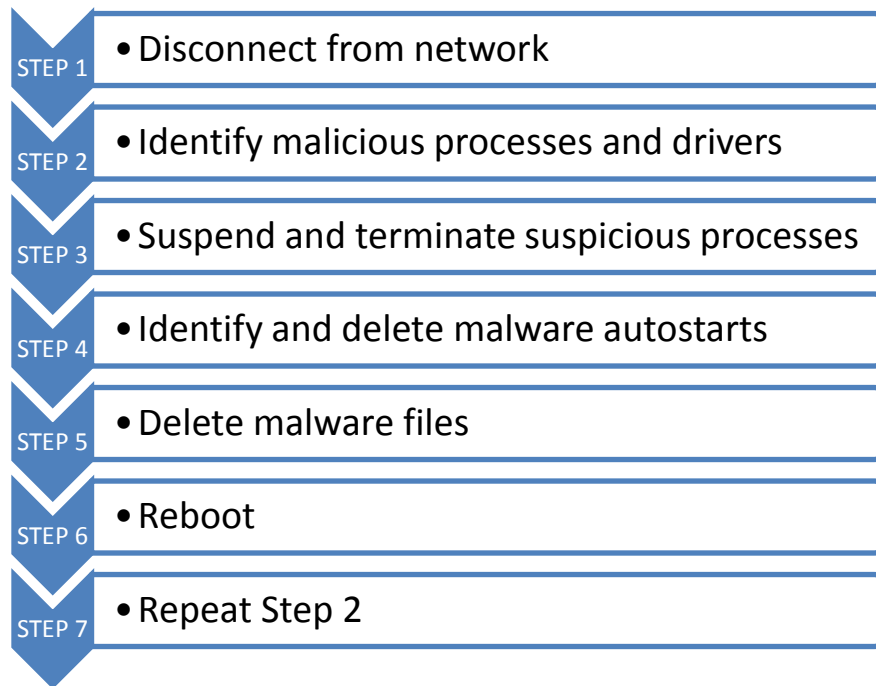 STEP 1
• Disconnect from network
STEP 2
• Identify malicious processes and drivers
STEP 3
• Suspend and terminate suspicious processes
STEP 4
• Identify and delete malware autostarts
STEP 5
• Delete malware files
STEP 6
• Reboot
STEP 7
• Repeat Step 2